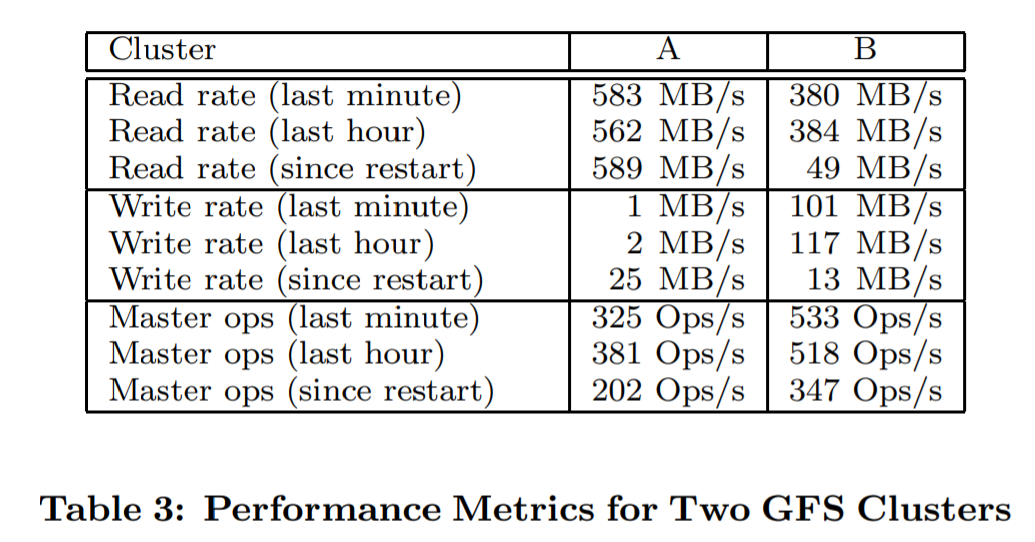 Cluster A B
Read rate (last minute) 583 MB/s 380 MB/s
Read rate (last hour) 562 MB/s 384 MB/s
Read rate (since restart) 589 MB/s 49 MB/s
Write rate (last minute) 1 MB/s 101 MB/s
Write rate (last hour) 2 MB/s 117 MB/s
Write rate (since restart) 25 MB/s 13 MB/s
Master ops (last minute) 325 Ops/s 533 Ops/s
Master ops (last hour) 381 Ops/s 518 Ops/s
Master ops (since restart) 202 Ops/s 347 Ops/s
Table 3: Performance Metrics for Two GFS Clusters